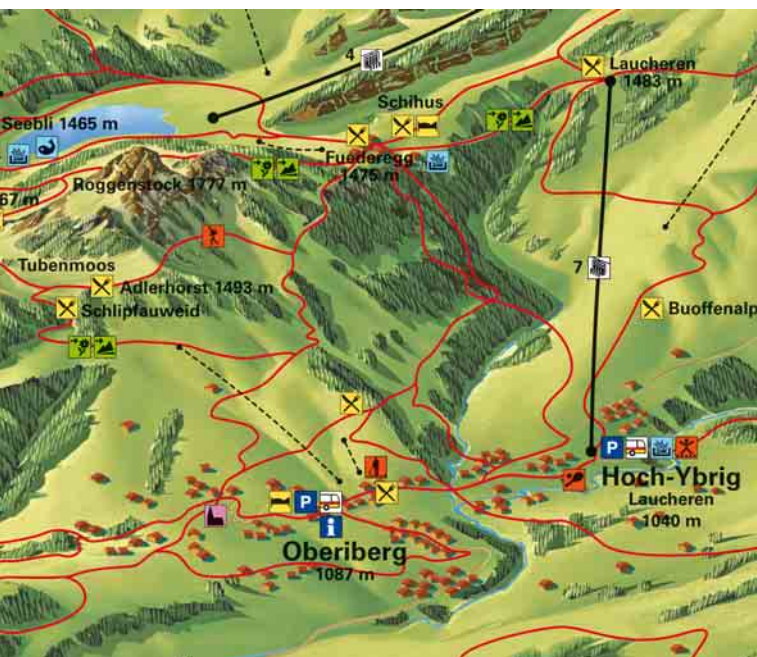 4
Laucheren
1483 m
Schihus
Seebli 1465 m
Fuederegg
1475 m
Roggenstock 1777 m
67 m
7
Tubenmoos
Adlerhorst 1493 m
Schlipfauweid
Buoffenalp
P
Hoch-Ybrig
Laucheren
1040 m
P
i
Oberiberg
1087 m